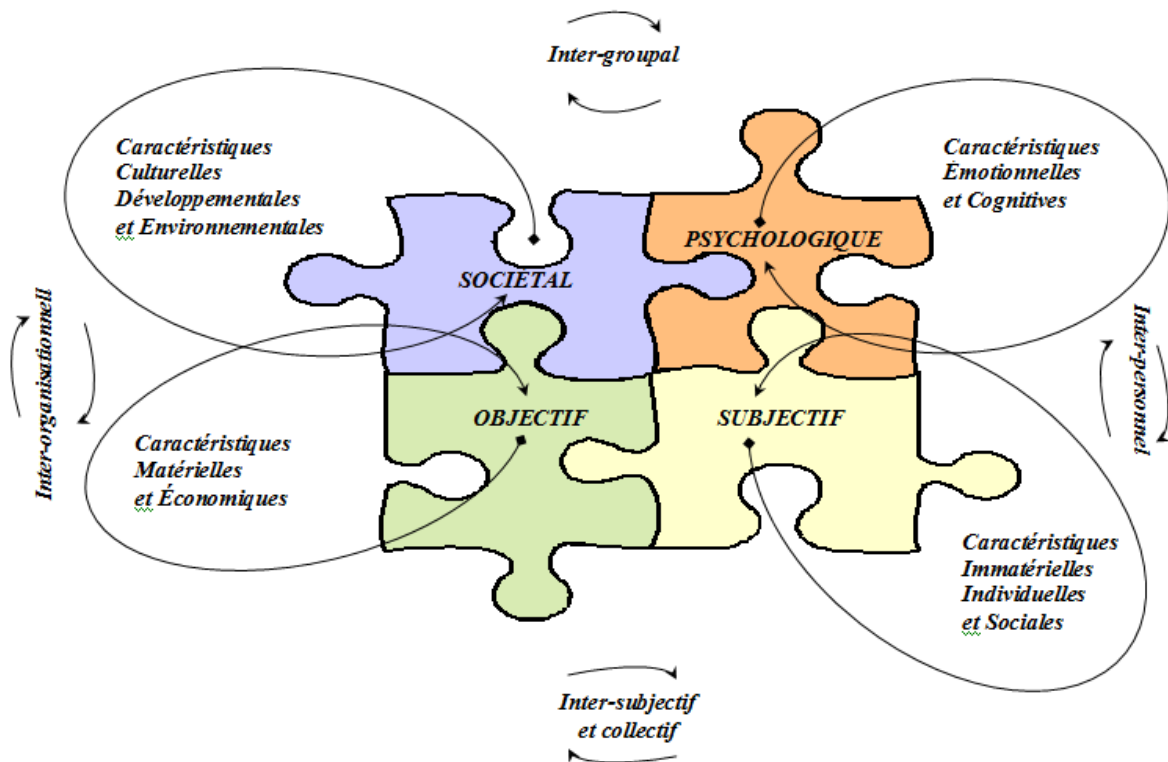 Inter-groupal
Caractéristiques
Culturelles
Développementales
et Environnementales
Caractéristiques
Émotionnelles
et Cognitives
PSYCHOLOGIQUE
SOCIÉTAL
Inter-organisationnell
Inter-personnel
OBJECTIF
SUBJECTIF
Caractéristiques
Matérielles
et Économiques
Caractéristiques
Immatérielles
Individuelles
et Sociales
Inter-subjectif
et collectif